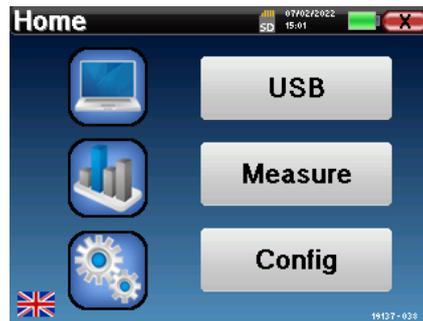 Home
SD
07/02/2022
15:01
X
USB
Measure
Config
19137-038